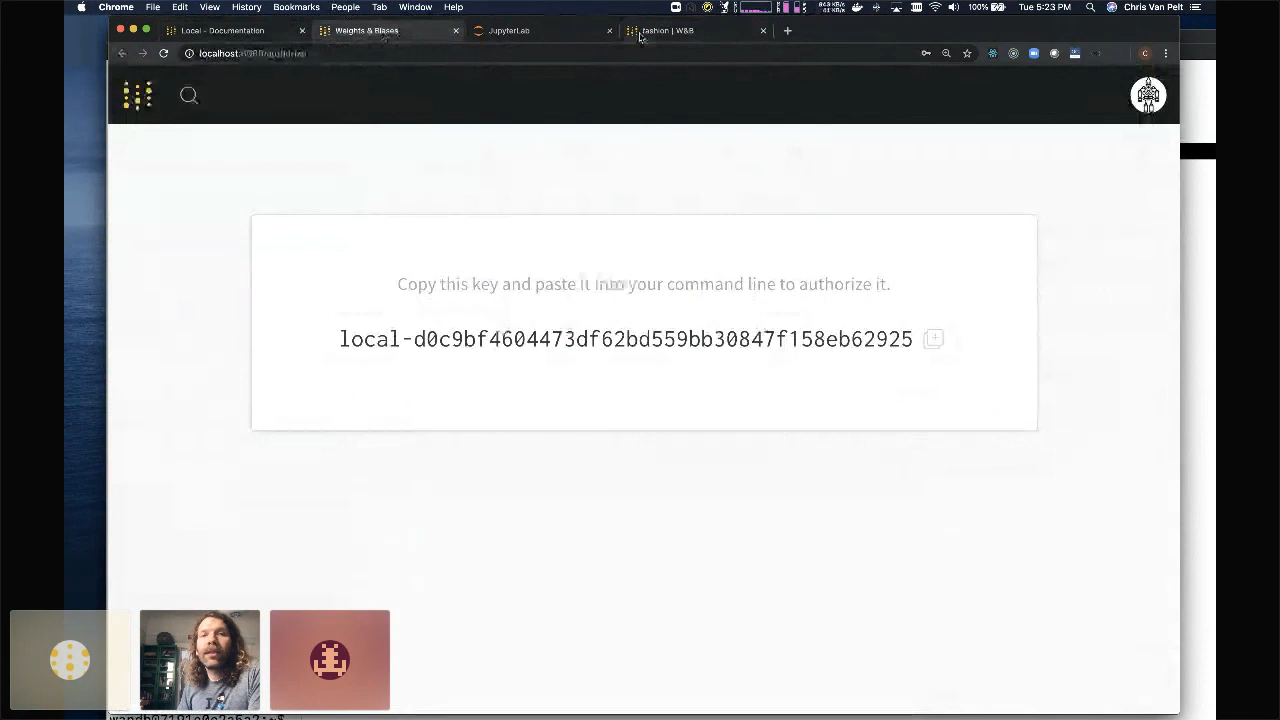 Chrome File Edit View History Bookmarks People Tab Window Help 100% Tue 5:23 PM Chris Van Pelt
Local - Documentation Weights & Biases JupyterLab fashion | W&B
localhost
Copy this key and paste it into your command line to authorize it.
local-d0c9bf4604473df62bd559bb30847f158eb62925